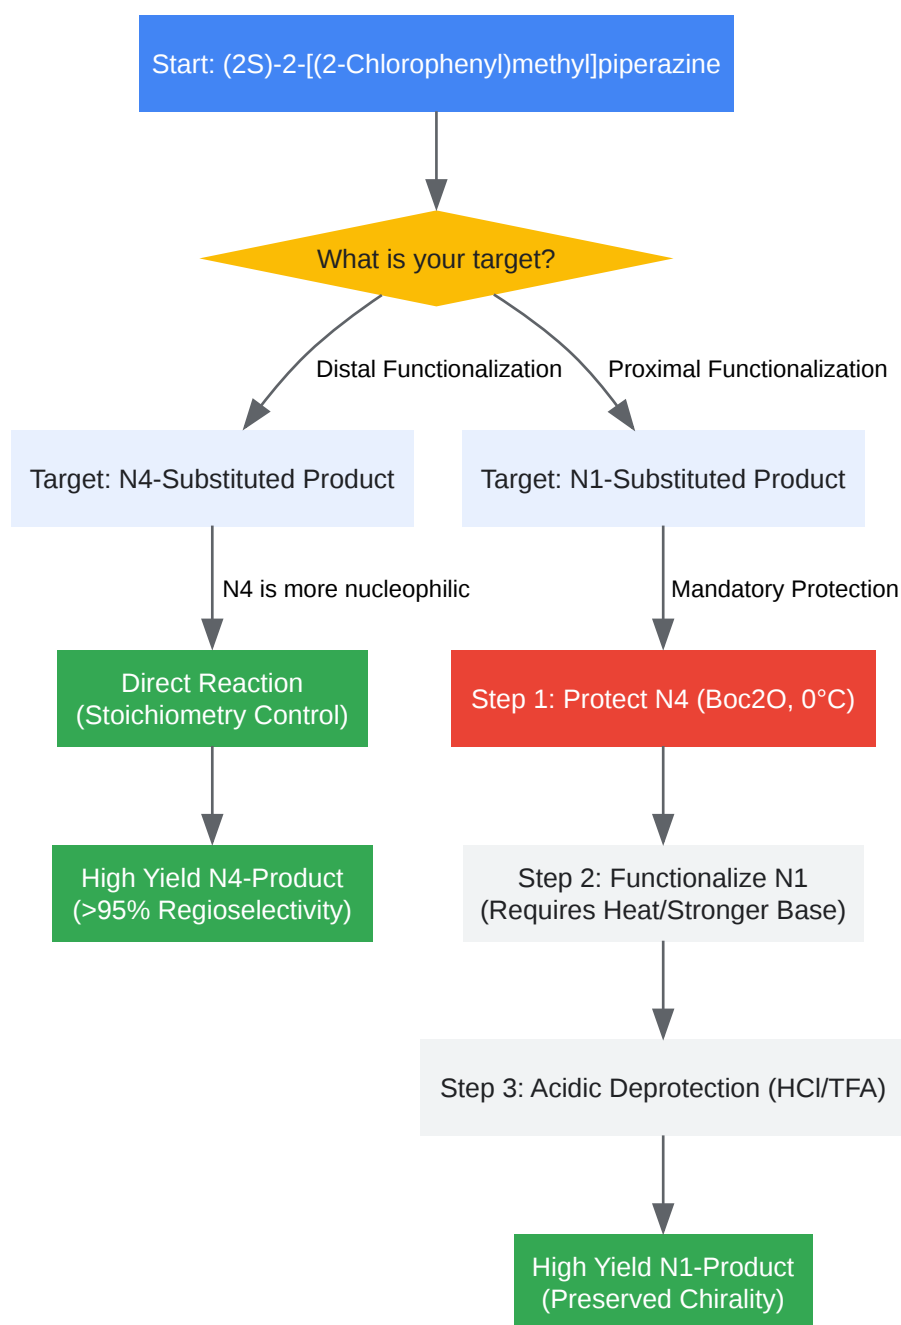 Start: (2S)-2-[(2-Chlorophenyl)methyl]piperazine
What is your target?
Distal Functionalization
Proximal Functionalization
Target: N4-Substituted Product
Target: N1-Substituted Product
N4 is more nucleophilic
Mandatory Protection
Direct Reaction
(Stoichiometry Control)
Step 1: Protect N4 (Boc2O, 0°C)
High Yield N4-Product
(>95% Regioselectivity)
Step 2: Functionalize N1
(Requires Heat/Stronger Base)
Step 3: Acidic Deprotection (HCl/TFA)
High Yield N1-Product
(Preserved Chirality)